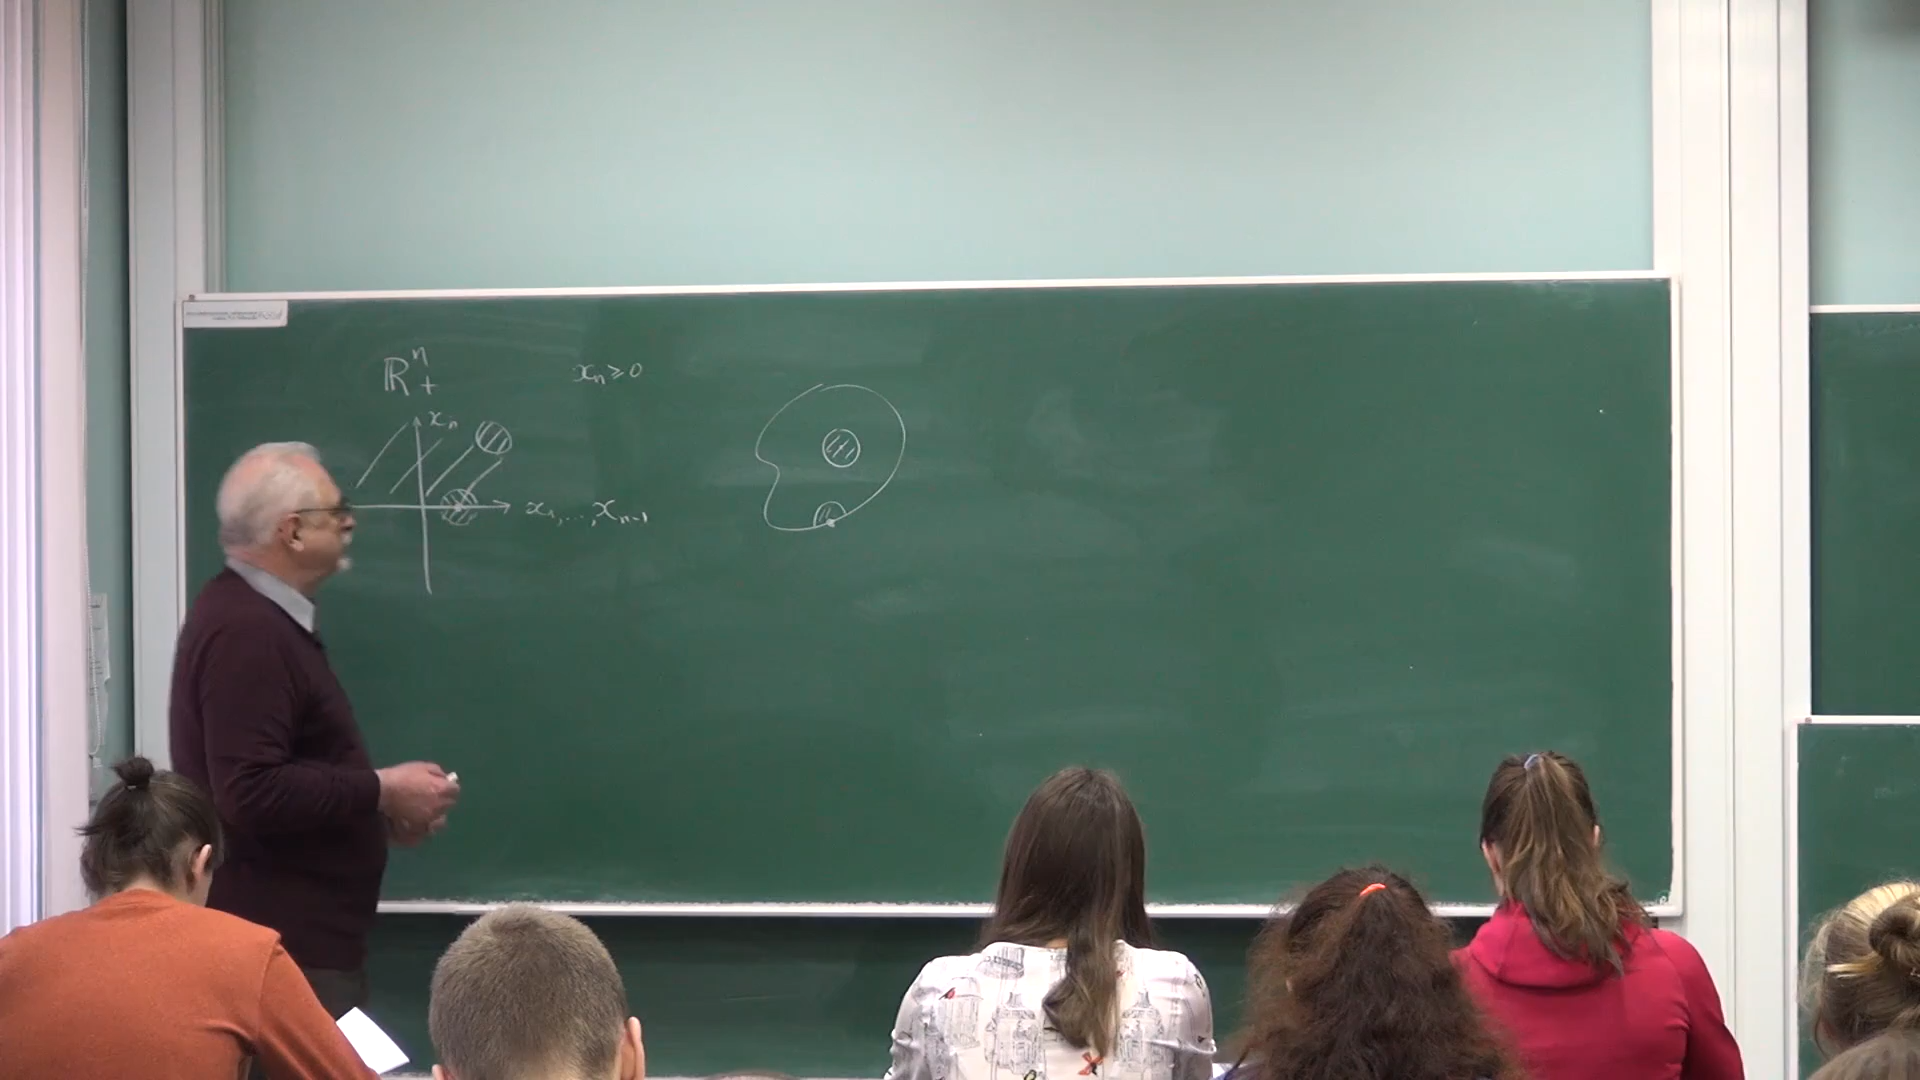 ℝⁿ₊
xₙ ≥ 0
xₙ
x₁, ..., xₙ₋₁